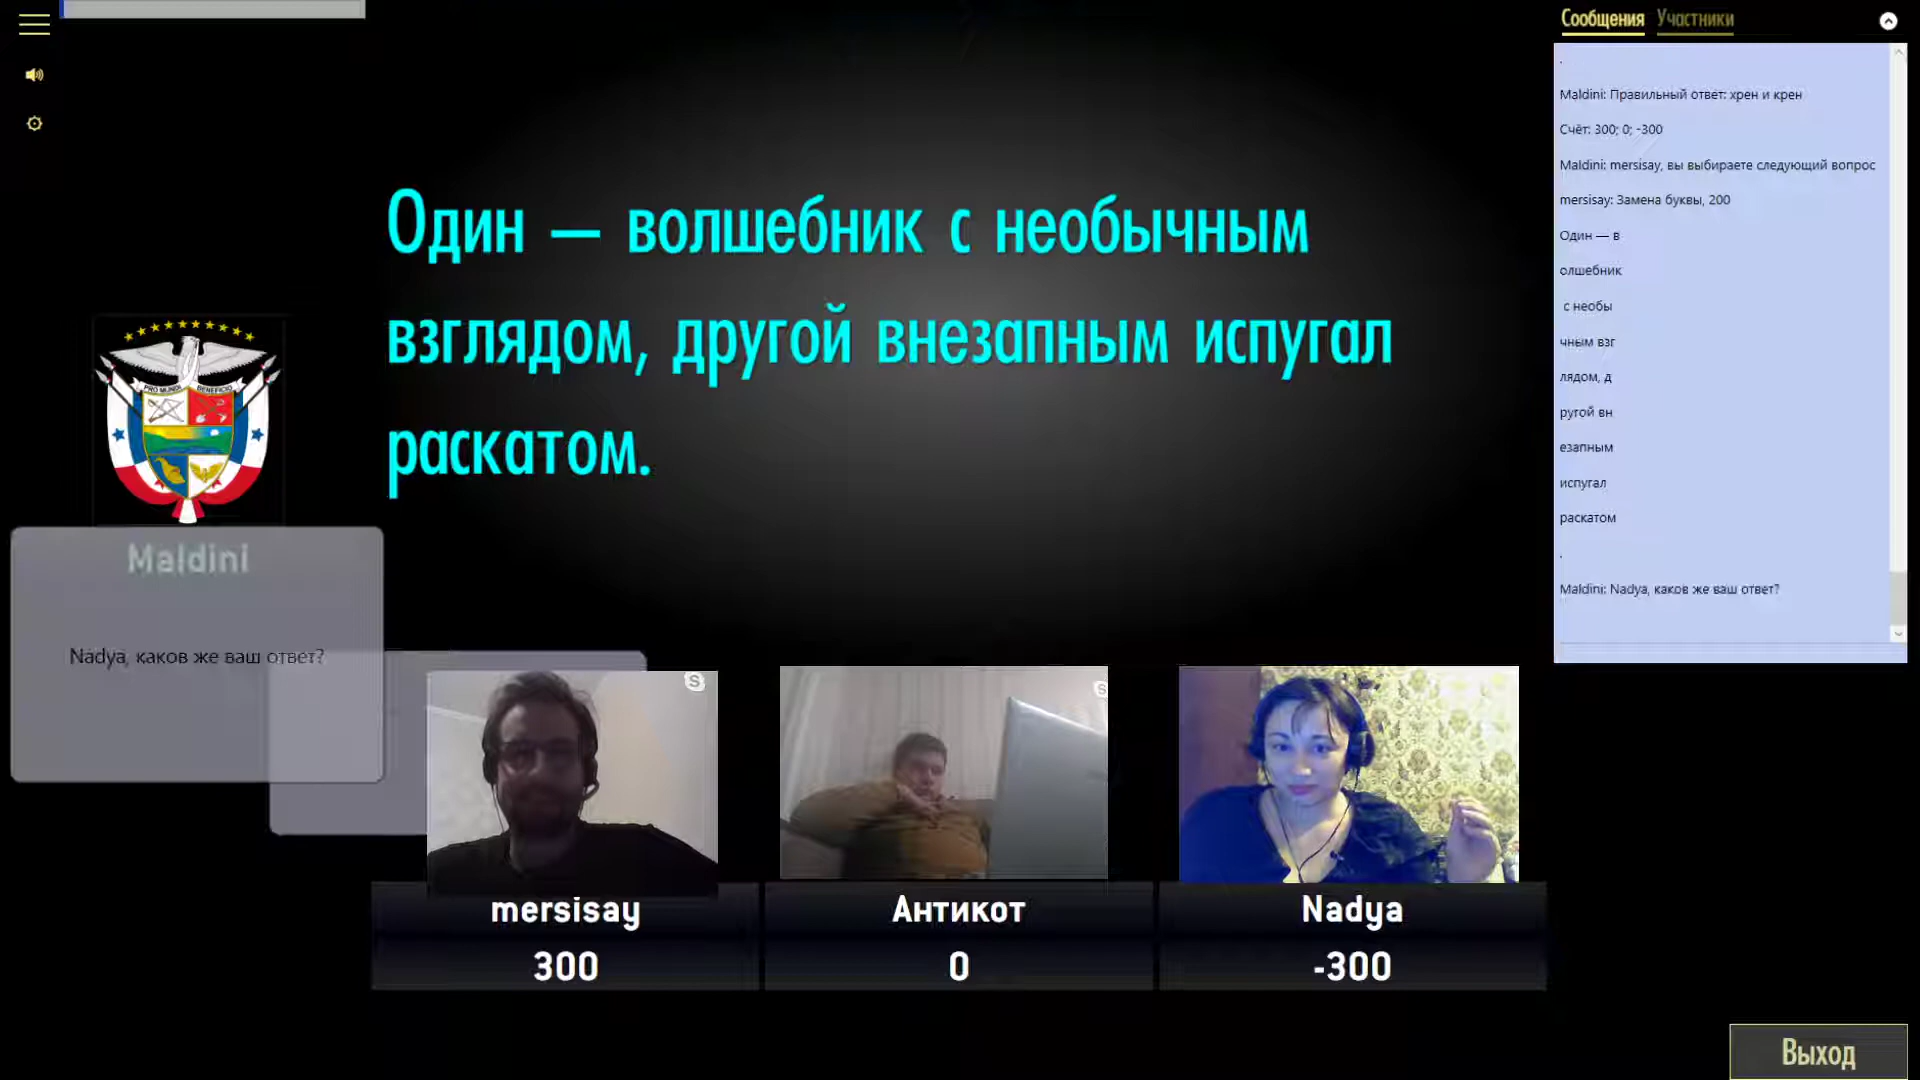 Сообщения Участники
Один — волшебник с необычным
взглядом, другой внезапным испугал
раскатом.
.
Maldini: Правильный ответ: хрен и крен
Счёт: 300; 0; -300
Maldini: mersisay, вы выбираете следующий вопрос
mersisay: Замена буквы, 200
Один — в
олшебник
с необы
чным взг
лядом, д
ругой вн
езапным
испугал
раскатом
.
Maldini: Nadya, каков же ваш ответ?
PRO MUNDI BENEFICIO
Maldini
Nadya, каков же ваш ответ?
mersisay
300
Антикот
0
Nadya
-300
Выход